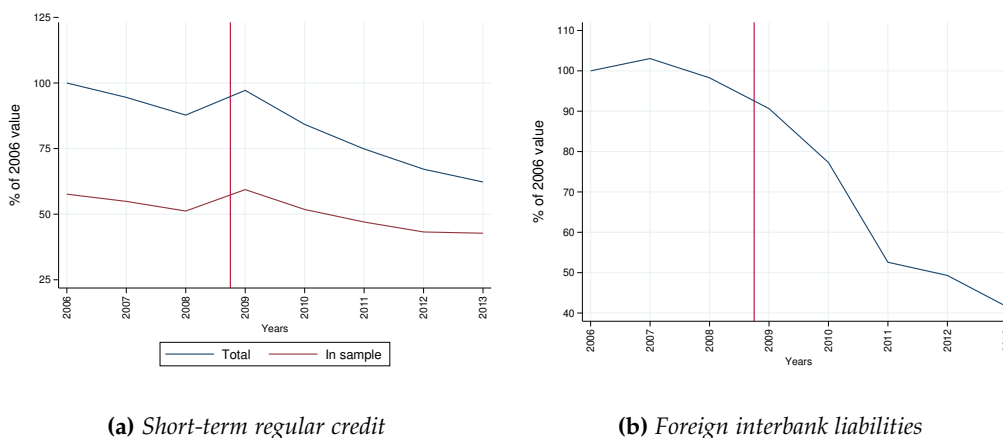 125
100
75
50
25
% of 2006 value
2006 2007 2008 2009 2010 2011 2012 2013
Years
Total In sample
(a) Short-term regular credit
110
100
90
80
70
60
50
40
% of 2006 value
2006 2007 2008 2009 2010 2011 2012
Years
(b) Foreign interbank liabilities